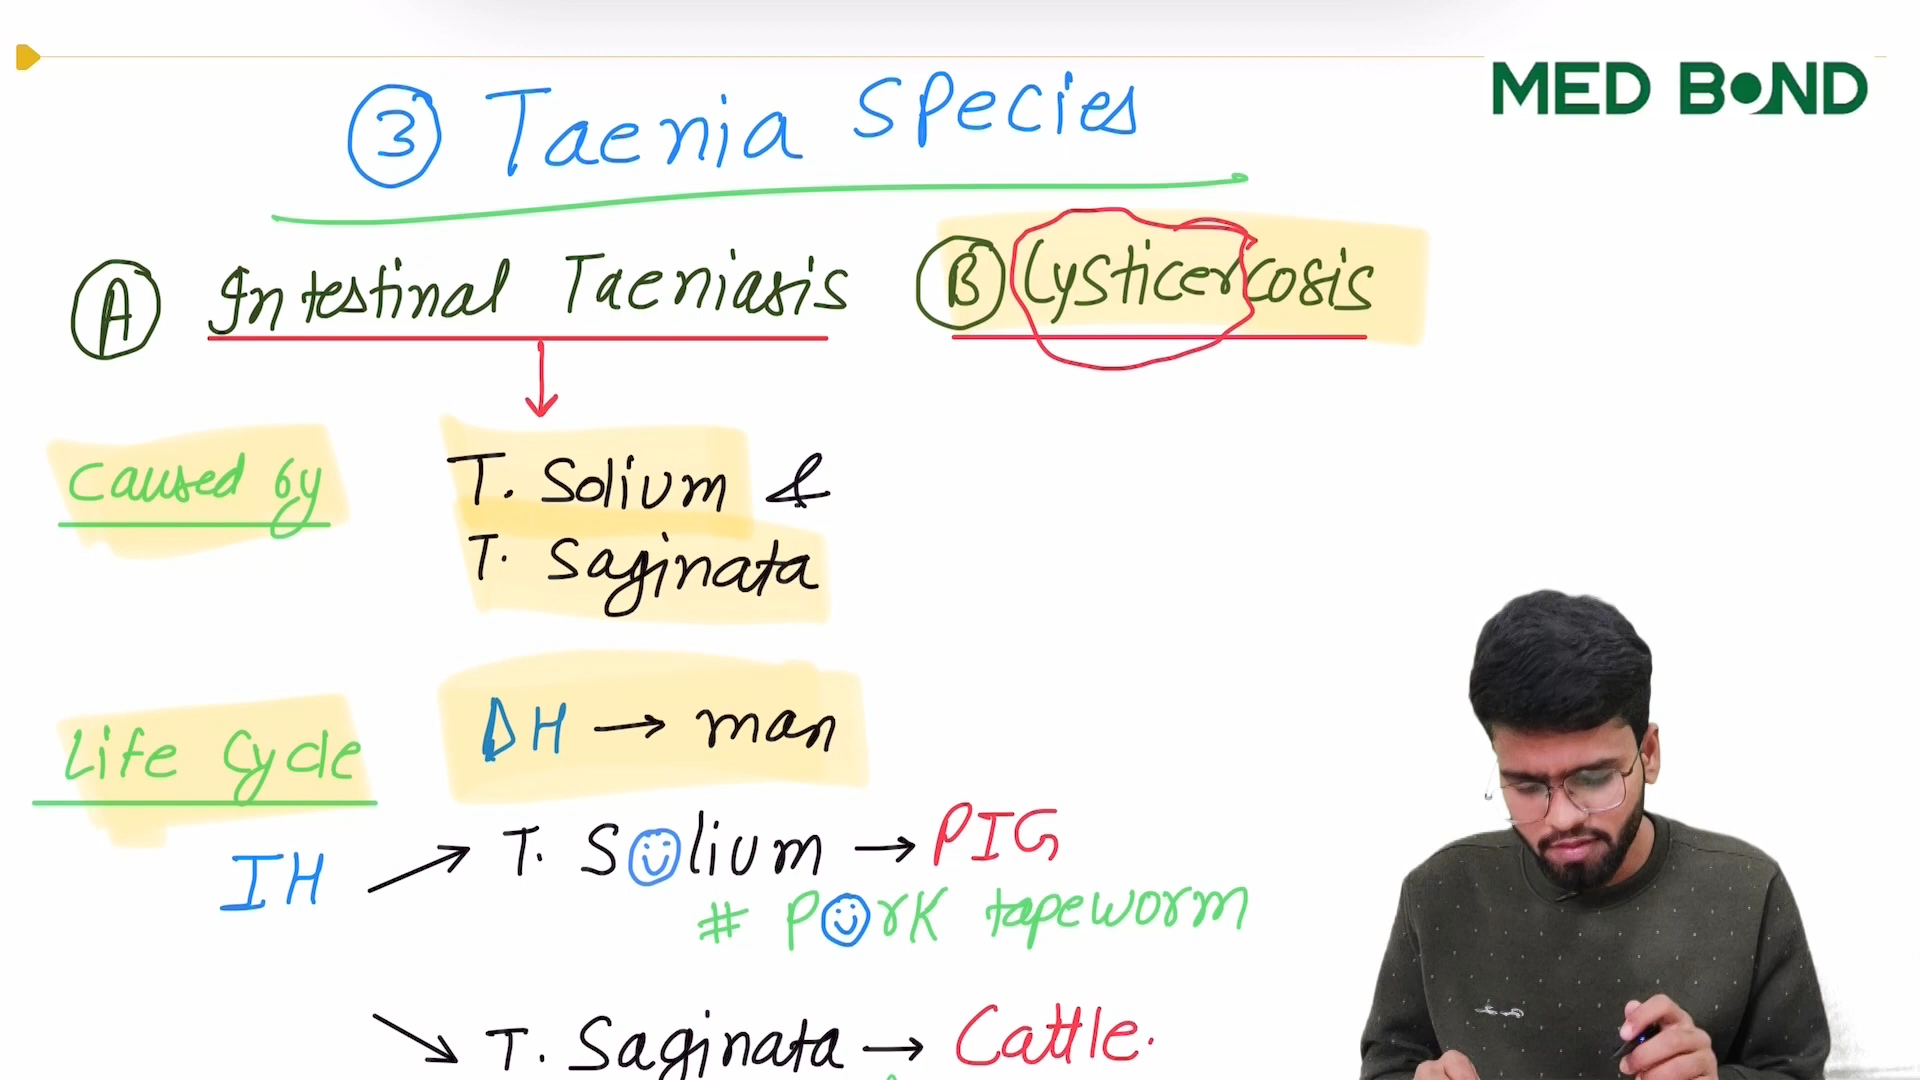 MED BOND
③ Taenia Species
Ⓐ Intestinal Taeniasis Ⓑ Cysticercosis
Caused by T. Solium &
T. Saginata
Life Cycle DH → man
IH → T. Solium → PIG
# Pork tapeworm
→ T. Saginata → Cattle.